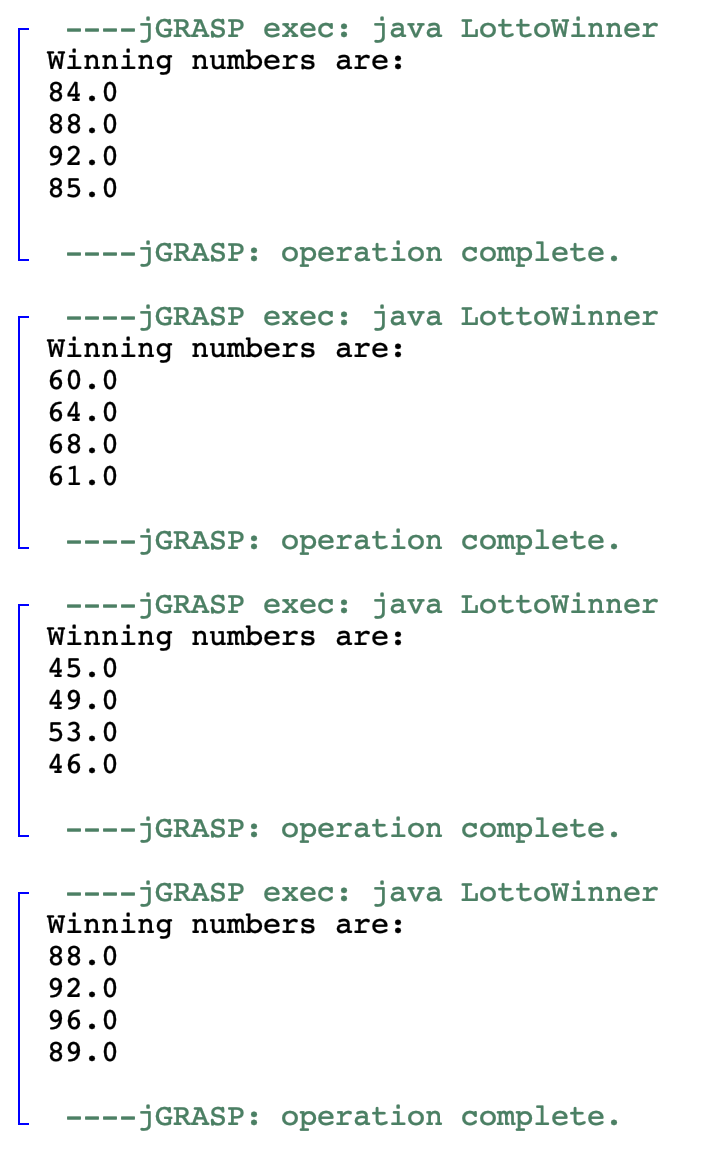 ----jGRASP exec: java LottoWinner
Winning numbers are:
84.0
88.0
92.0
85.0
----jGRASP: operation complete.
----jGRASP exec: java LottoWinner
Winning numbers are:
60.0
64.0
68.0
61.0
----jGRASP: operation complete.
----jGRASP exec: java LottoWinner
Winning numbers are:
45.0
49.0
53.0
46.0
----jGRASP: operation complete.
----jGRASP exec: java LottoWinner
Winning numbers are:
88.0
92.0
96.0
89.0
----jGRASP: operation complete.